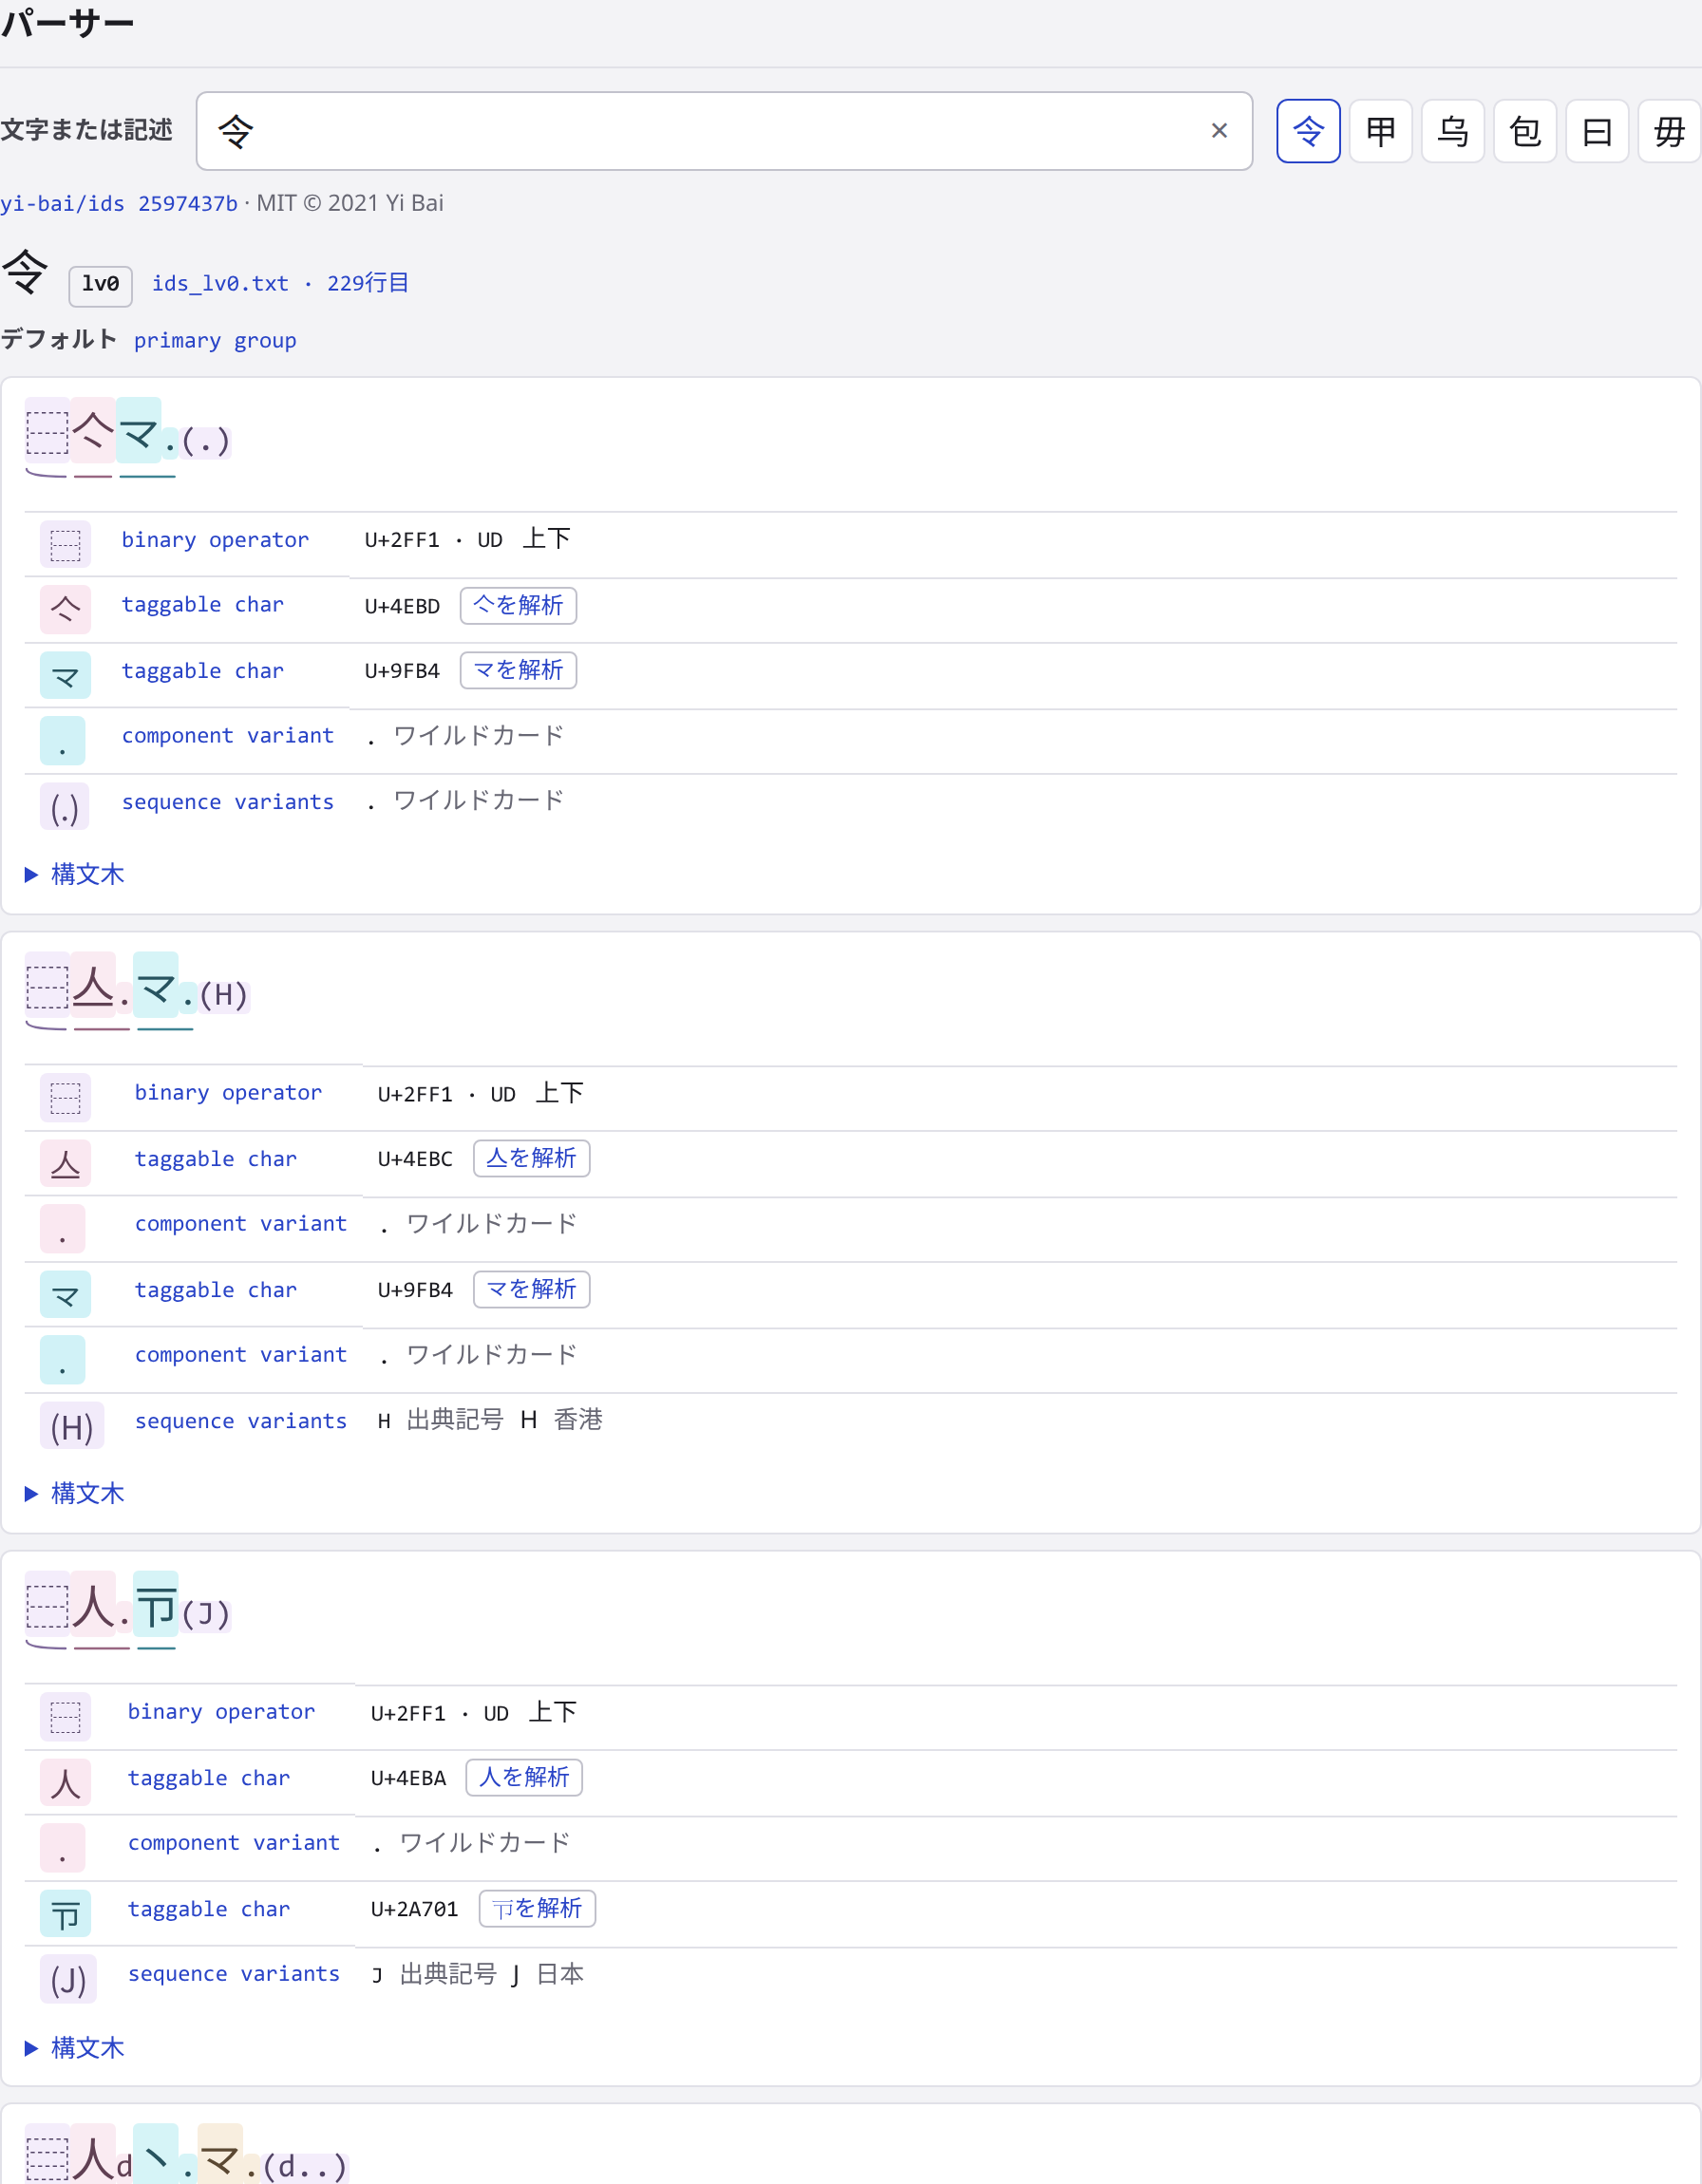 パーサー
文字または記述 令 × 令 甲 乌 包 曰 毋
yi-bai/ids 2597437b · MIT © 2021 Yi Bai
令 lv0 ids_lv0.txt · 229行目
デフォルト primary group
⿱亽龴.(.)
⿱ binary operator U+2FF1 · UD 上下
亽 taggable char U+4EBD 亽を解析
龴 taggable char U+9FB4 龴を解析
. component variant . ワイルドカード
(.) sequence variants . ワイルドカード
▶ 構文木
⿱亼.龴.(H)
⿱ binary operator U+2FF1 · UD 上下
亼 taggable char U+4EBC 亼を解析
. component variant . ワイルドカード
龴 taggable char U+9FB4 龴を解析
. component variant . ワイルドカード
(H) sequence variants H 出典記号 H 香港
▶ 構文木
⿱人.𪜁(J)
⿱ binary operator U+2FF1 · UD 上下
人 taggable char U+4EBA 人を解析
. component variant . ワイルドカード
𪜁 taggable char U+2A701 𪜁を解析
(J) sequence variants J 出典記号 J 日本
▶ 構文木
⿳人d丶.龴.(d..)